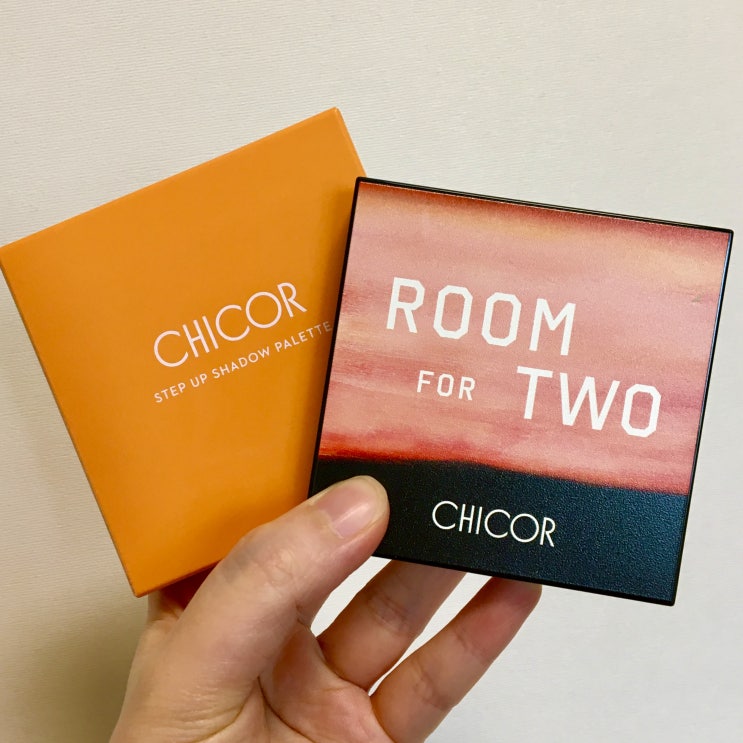 CHICOR
STEP UP SHADOW PALETTE
ROOM
FOR TWO
CHICOR